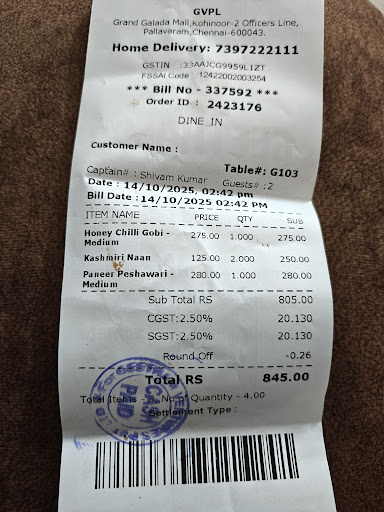 GVPL
Grand Galada Mall,Kohinoor-2 Officers Line,
Pallavaram,Chennai-600043.
Home Delivery: 7397222111
GSTIN :33AAJCG9959L1ZT
FSSAI Code : 12422002003254
*** Bill No - 337592 ***
Order ID : 2423176
DINE_IN
Customer Name :
Table#: G103
Captain# : Shivam Kumar Guests# : 2
Date : 14/10/2025, 02:42 pm
Bill Date :14/10/2025 02:42 PM
ITEM NAME PRICE QTY SUB
Honey Chilli Gobi - 275.00 1.000 275.00
Medium
Kashmiri Naan 125.00 2.000 250.00
Paneer Peshawari - 280.00 1.000 280.00
Medium
Sub Total RS 805.00
CGST:2.50% 20.130
SGST:2.50% 20.130
Round Off -0.26
Total RS 845.00
Total Items - 3, No of Quantity - 4.00
Settlement Type :
PAID